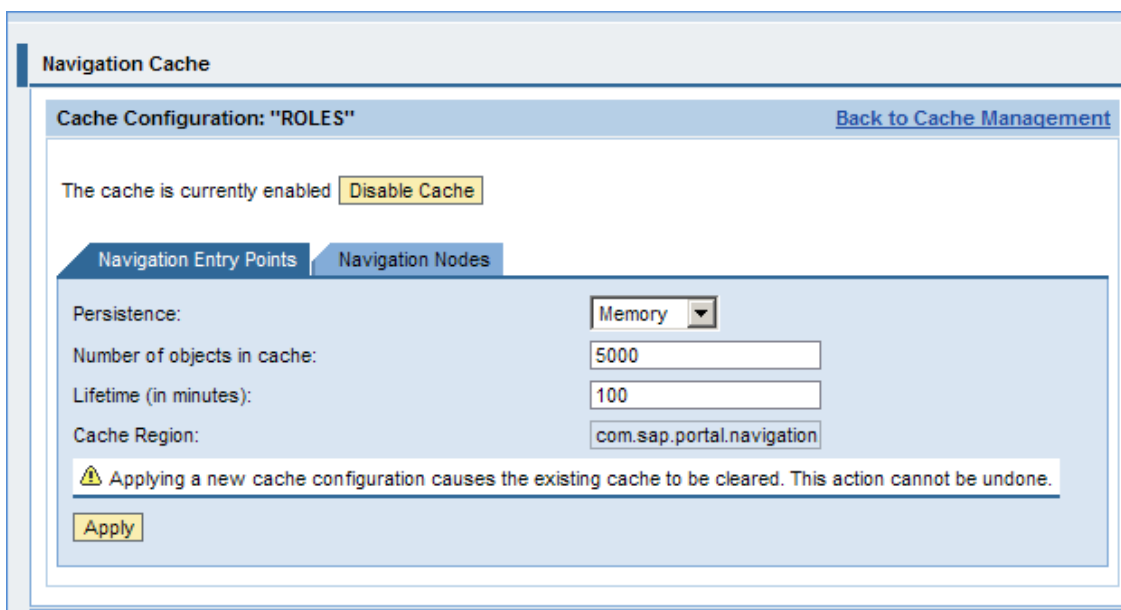 Navigation Cache
Cache Configuration: "ROLES" Back to Cache Management
The cache is currently enabled Disable Cache
Navigation Entry Points Navigation Nodes
Persistence: Memory
Number of objects in cache: 5000
Lifetime (in minutes): 100
Cache Region: com.sap.portal.navigation
Applying a new cache configuration causes the existing cache to be cleared. This action cannot be undone.
Apply